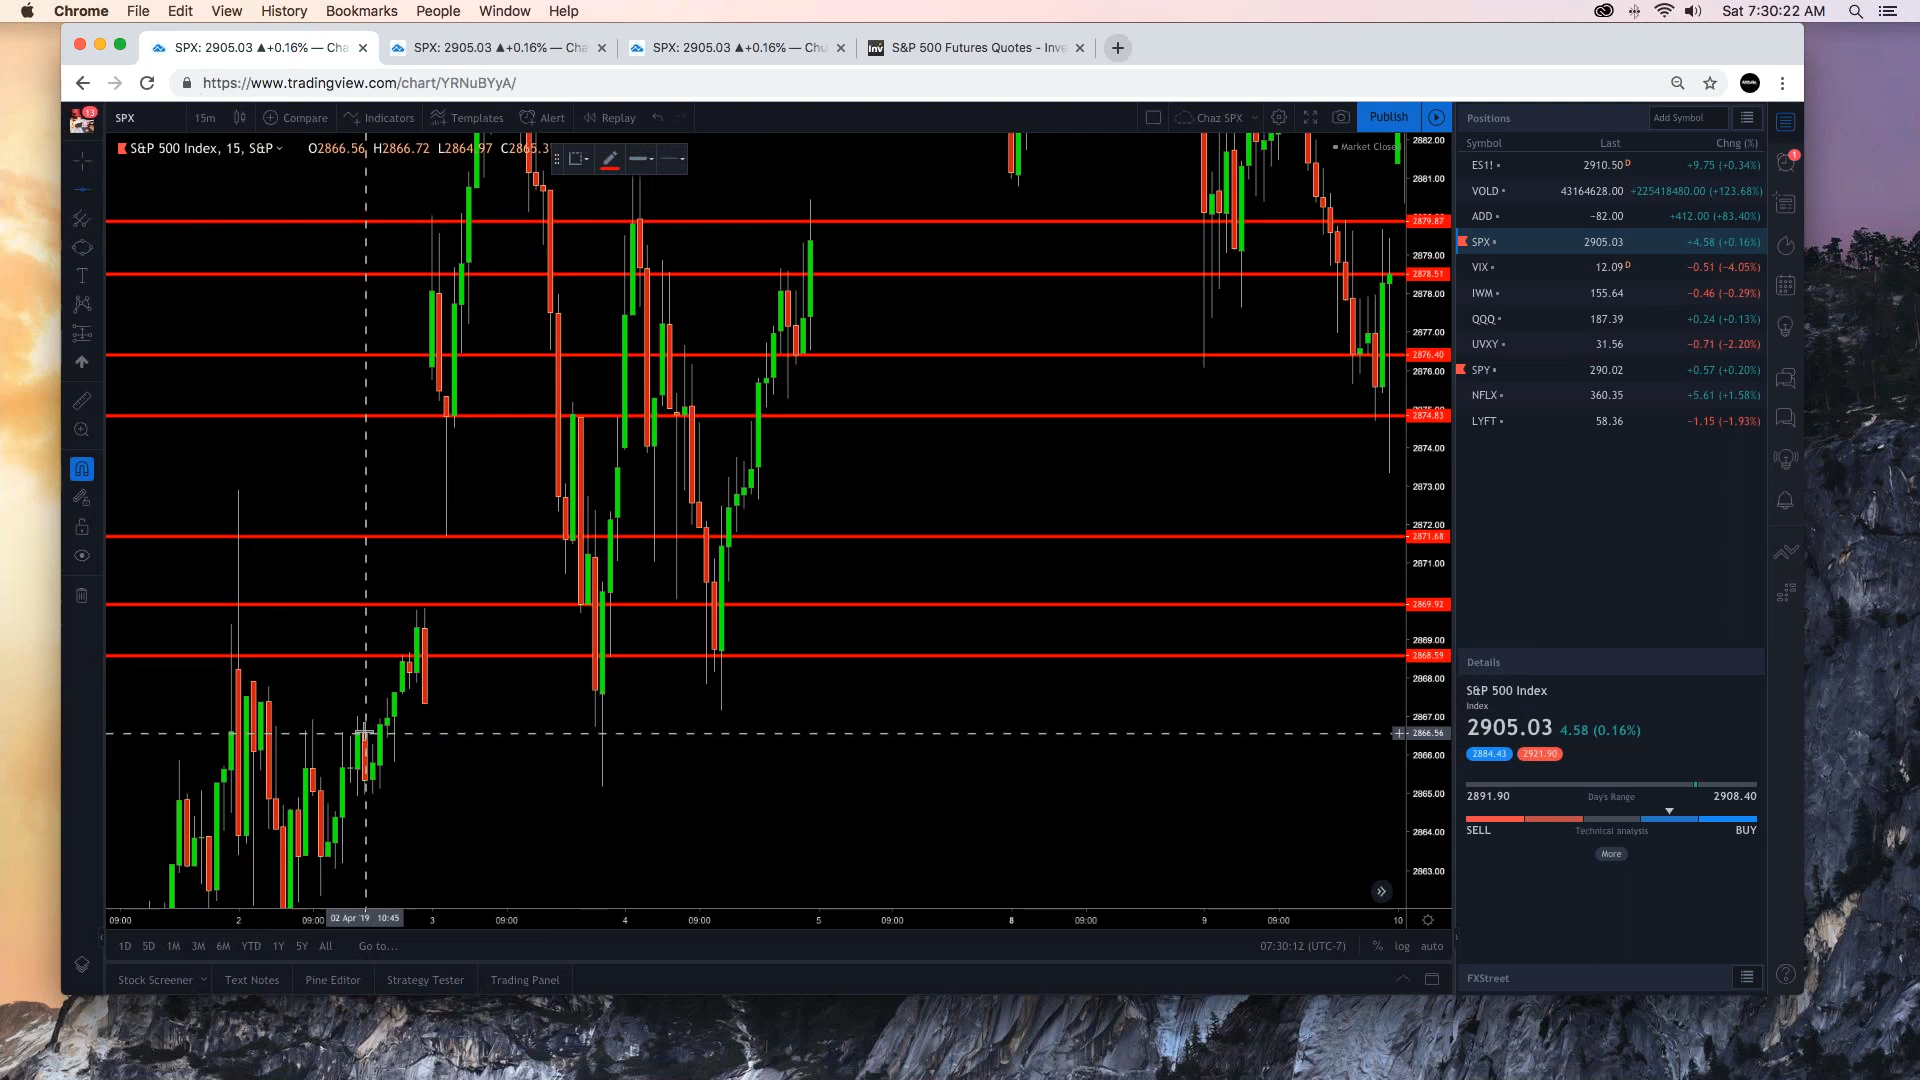 Chrome File Edit View History Bookmarks People Window Help Sat 7:30:22 AM
SPX: 2905.03 ▲+0.16% — Cha
SPX: 2905.03 ▲+0.16% — Cha
SPX: 2905.03 ▲+0.16% — Cha
Inv S&P 500 Futures Quotes - Inve
https://www.tradingview.com/chart/YRNuBYyA/
13 SPX 15m Compare Indicators Templates Alert Replay Chaz SPX Publish
S&P 500 Index, 15, S&P O2866.56 H2866.72 L2864.97 C2865.3
Market Close
2882.00
2881.00
2879.87
2879.00
2878.51
2878.00
2877.00
2876.40
2876.00
2874.83
2874.00
2873.00
2872.00
2871.68
2871.00
2869.92
2869.00
2868.59
2868.00
2867.00
2866.56
2866.00
2865.00
2864.00
2863.00
09:00 2 09:00 02 Apr '19 10:45 3 09:00 4 09:00 5 09:00 8 09:00 9 09:00 10
1D 5D 1M 3M 6M YTD 1Y 5Y All Go to... 07:30:12 (UTC-7) % log auto
Stock Screener Text Notes Pine Editor Strategy Tester Trading Panel
Positions Add Symbol
Symbol Last Chng (%)
ES1! 2910.50 D +9.75 (+0.34%)
VOLD 43164628.00 +225418480.00 (+123.68%)
ADD −82.00 +412.00 (+83.40%)
SPX 2905.03 +4.58 (+0.16%)
VIX 12.09 D −0.51 (−4.05%)
IWM 155.64 −0.46 (−0.29%)
QQQ 187.39 +0.24 (+0.13%)
UVXY 31.56 −0.71 (−2.20%)
SPY 290.02 +0.57 (+0.20%)
NFLX 360.35 +5.61 (+1.58%)
LYFT 58.36 −1.15 (−1.93%)
1
Details
S&P 500 Index
Index
2905.03 4.58 (0.16%)
2884.43 2921.90
2891.90 Day's Range 2908.40
SELL Technical analysis BUY
More
FXStreet